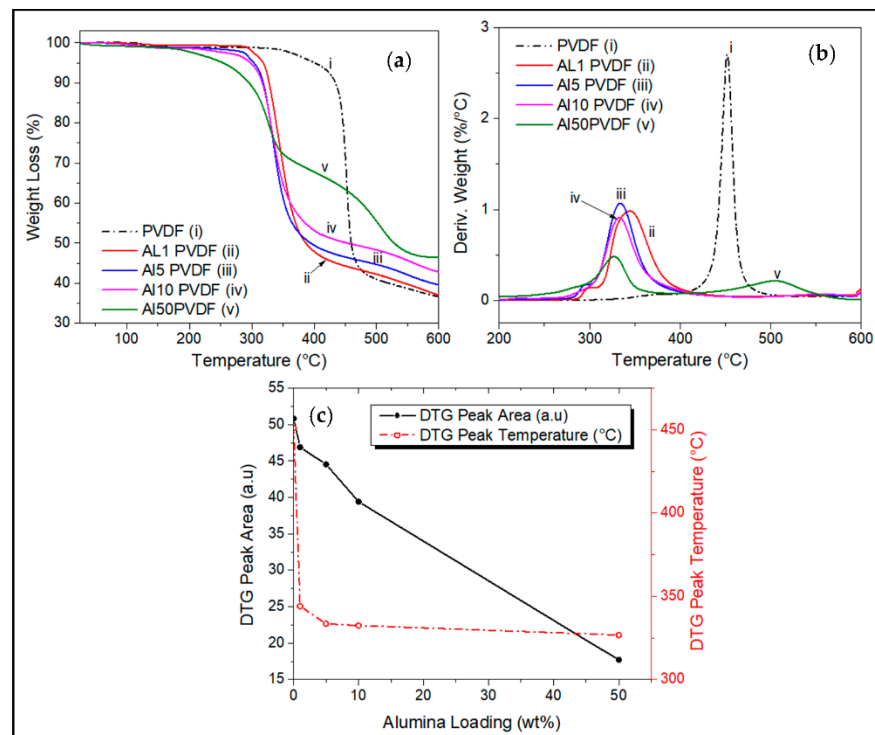 (a)
i
v
iv
iii
ii
PVDF (i)
AL1 PVDF (ii)
Al5 PVDF (iii)
Al10 PVDF (iv)
Al50PVDF (v)
Weight Loss (%)
100
90
80
70
60
50
40
30
100 200 300 400 500 600
Temperature (°C)
(b)
PVDF (i)
AL1 PVDF (ii)
Al5 PVDF (iii)
Al10 PVDF (iv)
Al50PVDF (v)
i
iii
iv
ii
v
Deriv. Weight (%/°C)
3
2
1
0
200 300 400 500 600
Temperature (°C)
(c)
DTG Peak Area (a.u)
DTG Peak Temperature (°C)
DTG Peak Area (a.u)
55
50
45
40
35
30
25
20
15
0 10 20 30 40 50
Alumina Loading (wt%)
450
400
350
300
DTG Peak Temperature (°C)